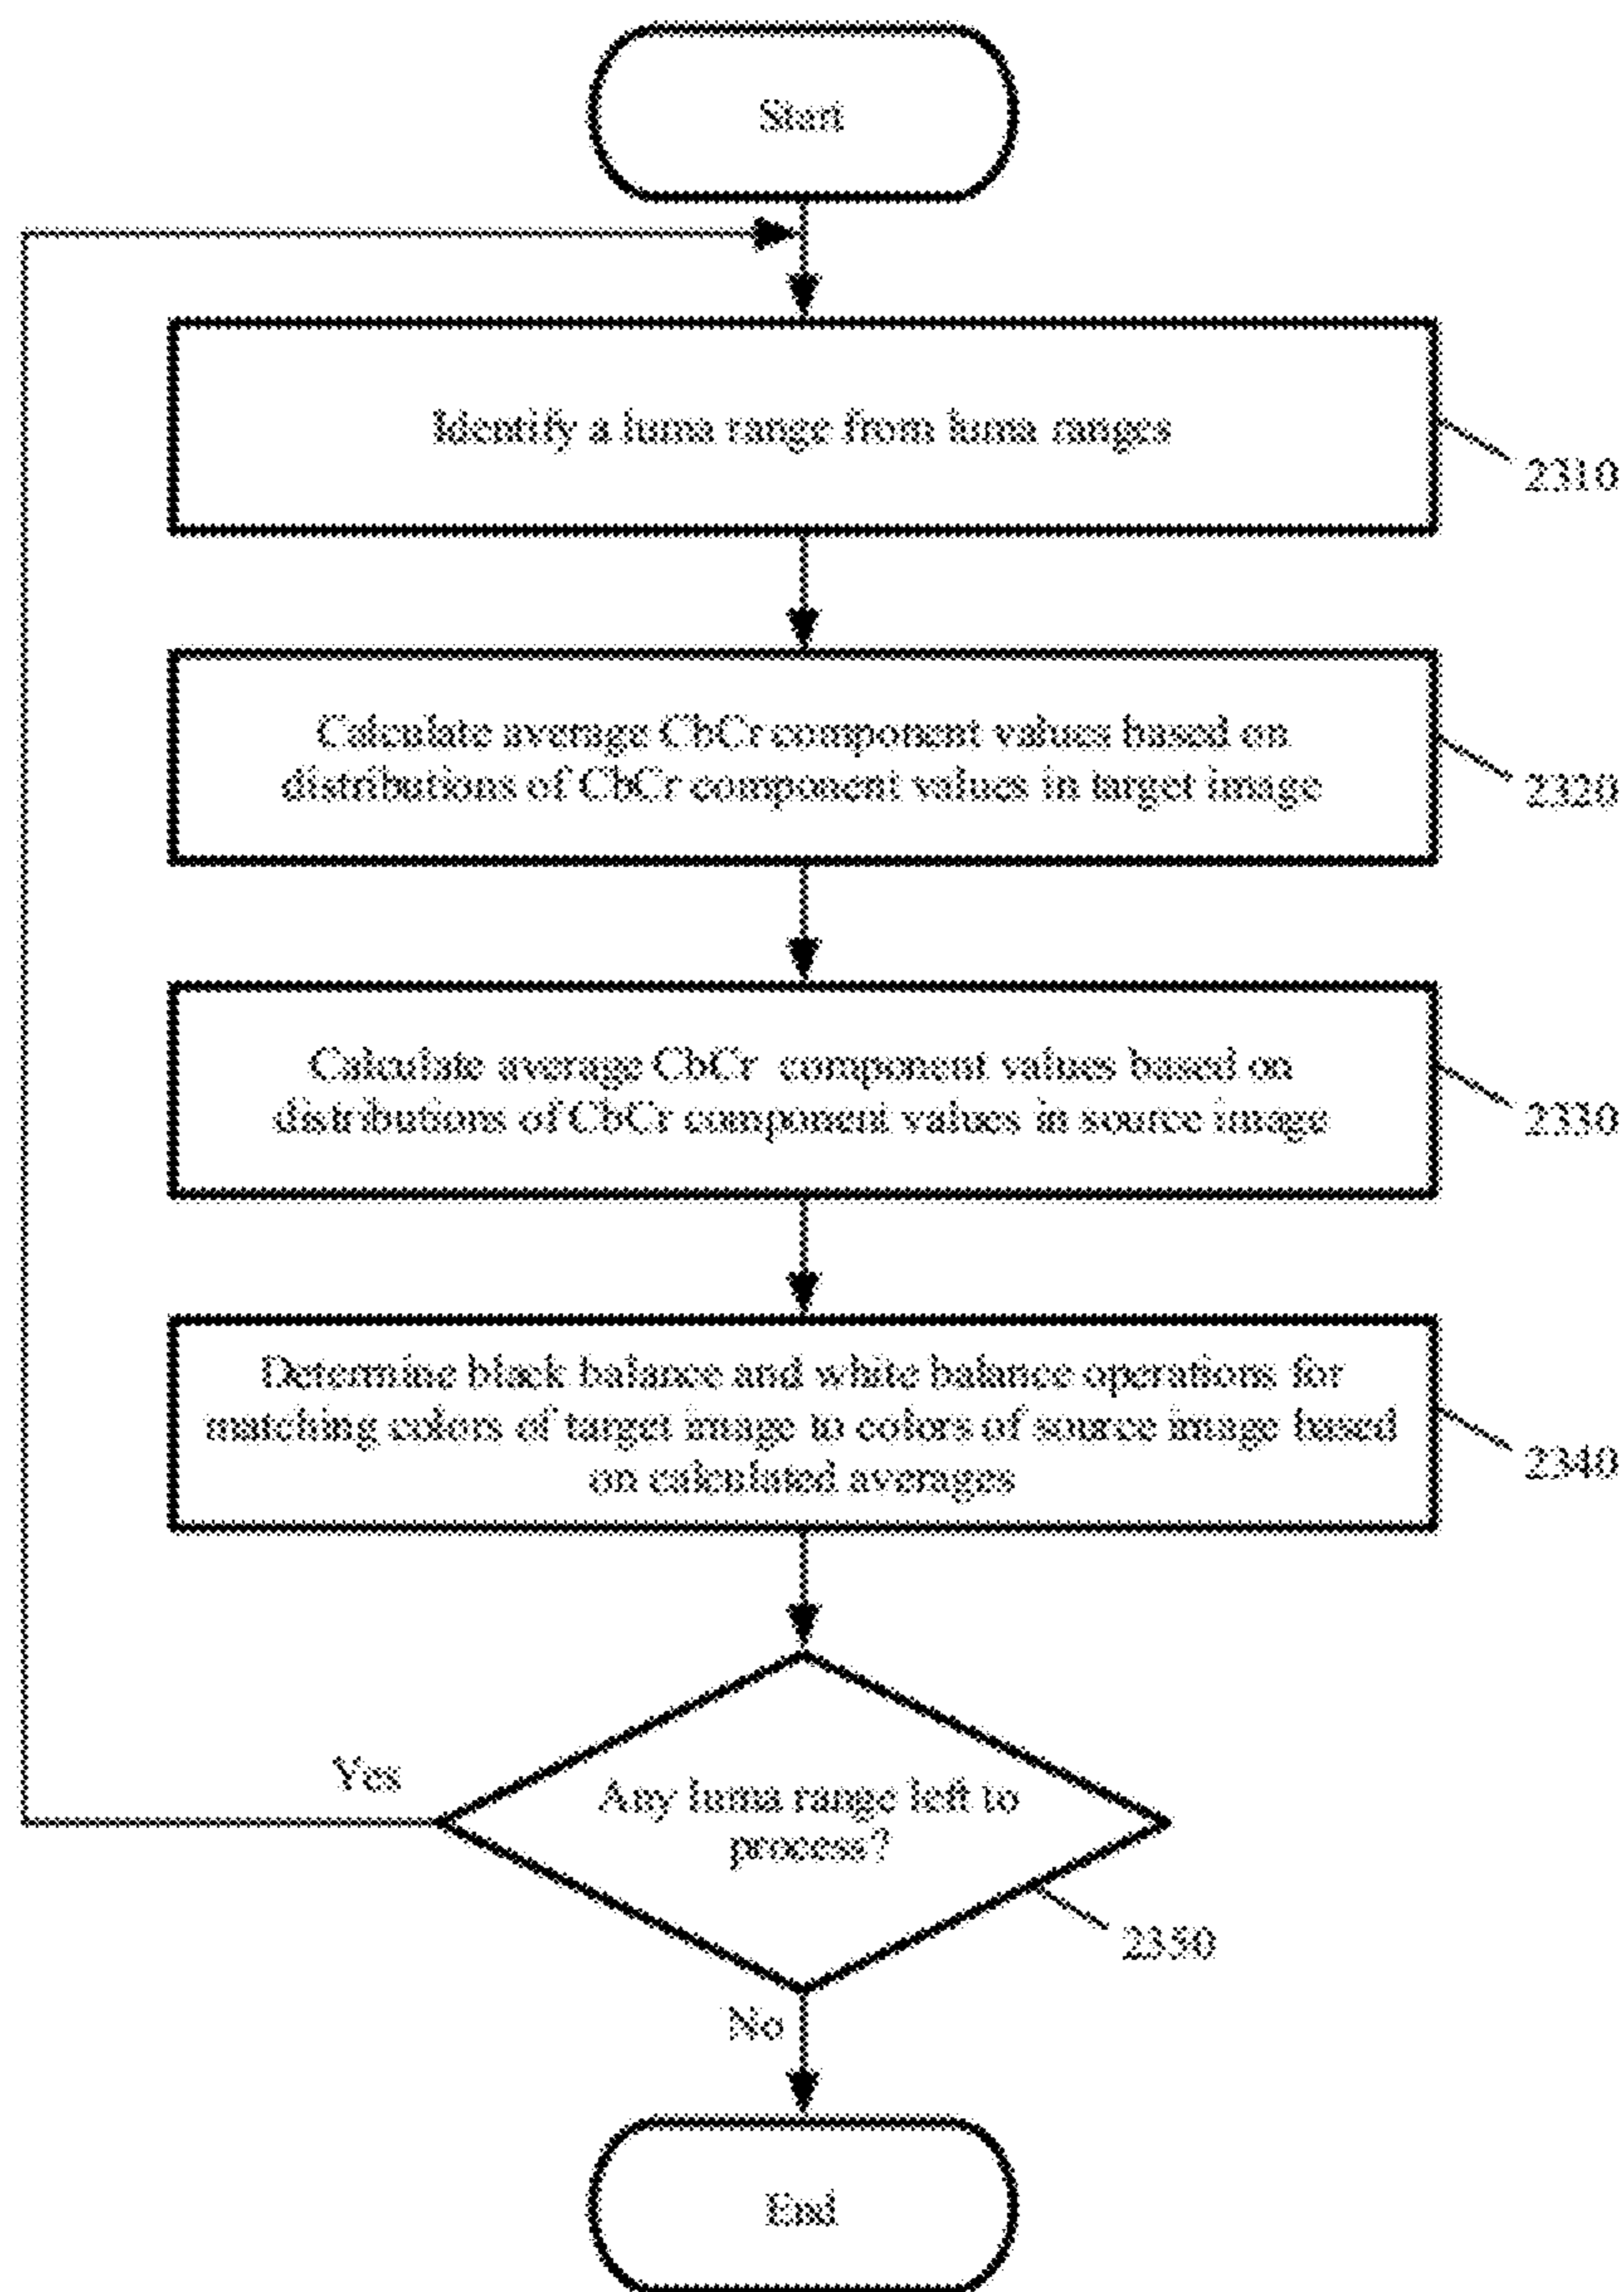 Start
Identify a luma range from luma ranges
2310
Calculate average CbCr component values based on
distributions of CbCr component values in target image
2320
Calculate average CbCr component values based on
distributions of CbCr component values in source image
2330
Determine black balance and white balance operations for
matching colors of target image to colors of source image based
on calculated averages
2340
Yes
Any luma range left to
process?
2350
No
End